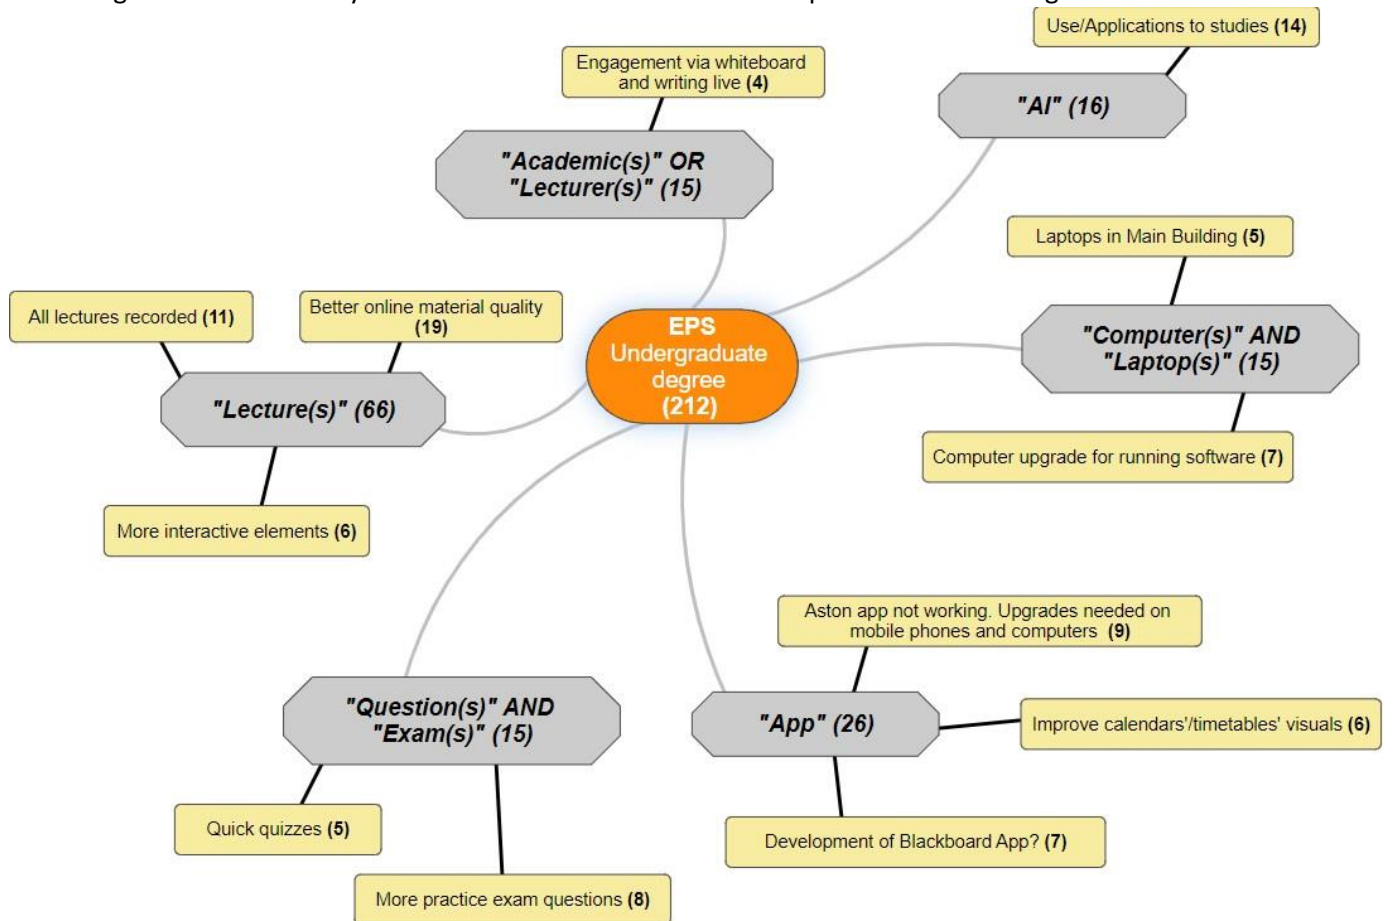 Use/Applications to studies (14)
Engagement via whiteboard
and writing live (4)
"AI" (16)
"Academic(s)" OR
"Lecturer(s)" (15)
Laptops in Main Building (5)
All lectures recorded (11)
Better online material quality
(19)
EPS
Undergraduate
degree
(212)
"Computer(s)" AND
"Laptop(s)" (15)
"Lecture(s)" (66)
Computer upgrade for running software (7)
More interactive elements (6)
Aston app not working. Upgrades needed on
mobile phones and computers (9)
"Question(s)" AND
"Exam(s)" (15)
"App" (26)
Improve calendars'/timetables' visuals (6)
Quick quizzes (5)
Development of Blackboard App? (7)
More practice exam questions (8)